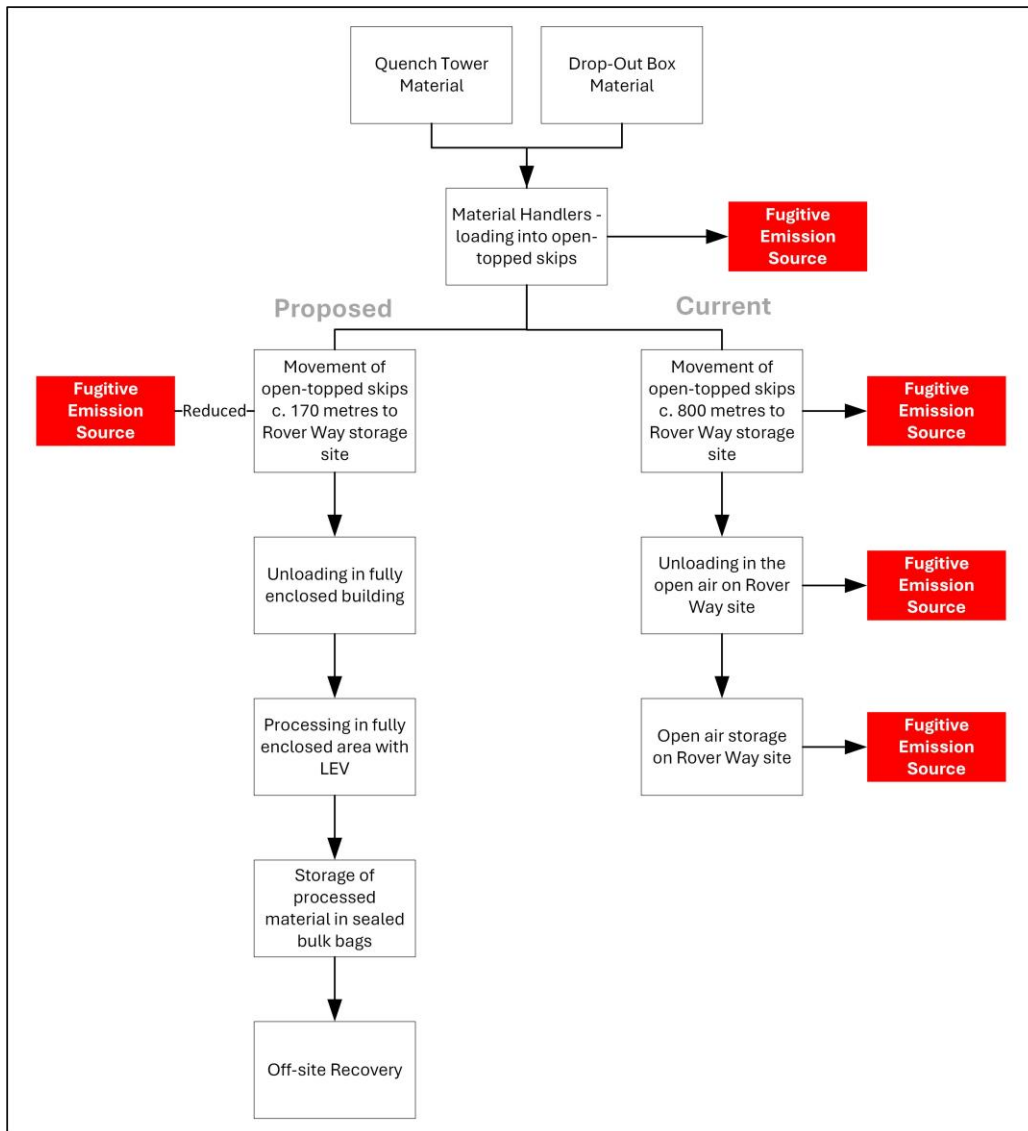 Quench Tower
Material
Drop-Out Box
Material
Material Handlers -
loading into open-
topped skips
Fugitive
Emission
Source
Proposed
Current
Fugitive
Emission
Source
Reduced
Movement of
open-topped skips
c. 170 metres to
Rover Way storage
site
Movement of
open-topped skips
c. 800 metres to
Rover Way storage
site
Fugitive
Emission
Source
Unloading in fully
enclosed building
Unloading in the
open air on Rover
Way site
Fugitive
Emission
Source
Processing in fully
enclosed area with
LEV
Open air storage
on Rover Way site
Fugitive
Emission
Source
Storage of
processed
material in sealed
bulk bags
Off-site Recovery